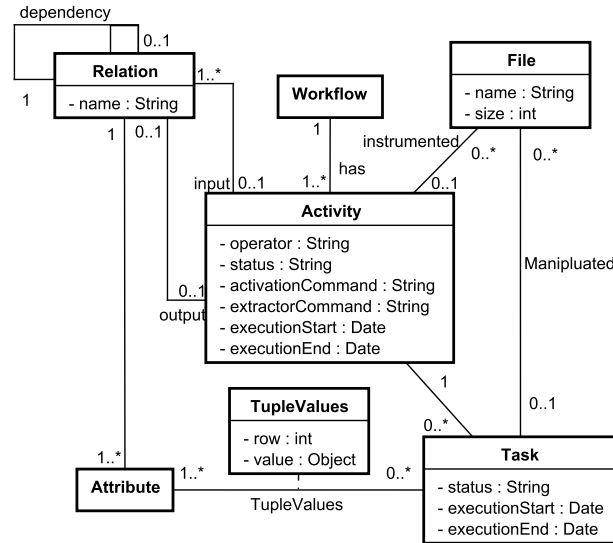 dependency
0..1
1
Relation
- name : String
1..*
Workflow
File
- name : String
- size : int
1
0..1
1
has
1..*
instrumented
0..*
0..*
input
0..1
0..1
Activity
- operator : String
- status : String
- activationCommand : String
- extractorCommand : String
- executionStart : Date
- executionEnd : Date
Manipluated
0..1
output
1
0..*
0..1
TupleValues
- row : int
- value : Object
1..*
Attribute
1..*
TupleValues
0..*
Task
- status : String
- executionStart : Date
- executionEnd : Date